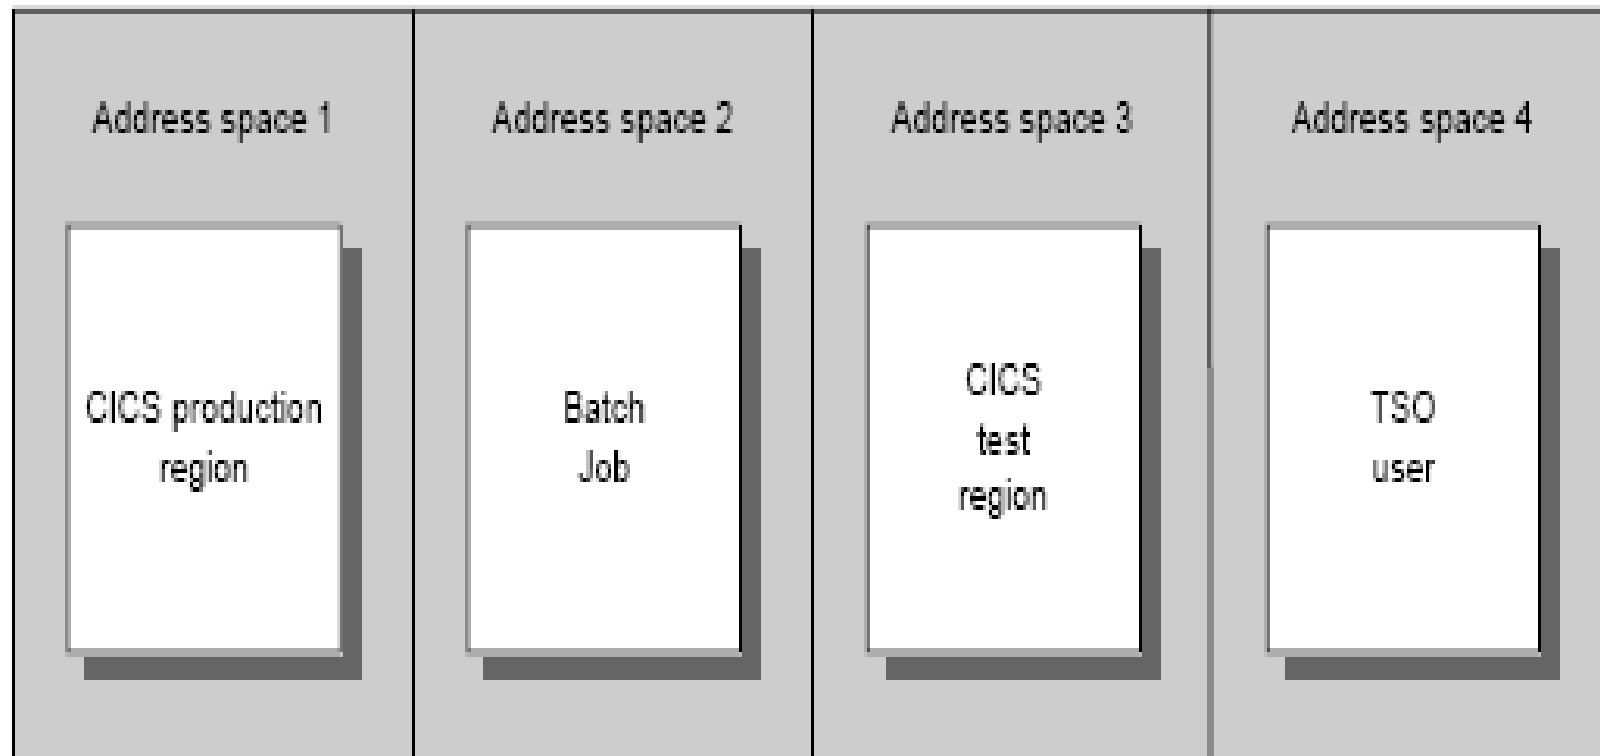 Address space 1
Address space 2
Address space 3
Address space 4
CICS production
region
Batch
Job
CICS
test
region
TSO
user